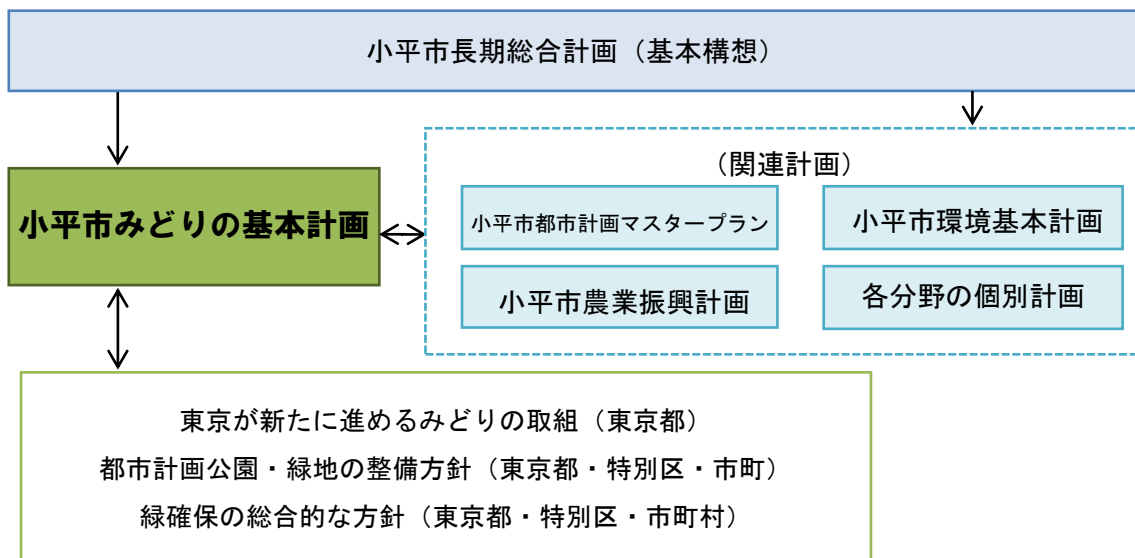 小平市長期総合計画（基本構想）
（関連計画）
小平市みどりの基本計画
小平市都市計画マスタープラン
小平市環境基本計画
小平市農業振興計画
各分野の個別計画
東京が新たに進めるみどりの取組（東京都）
都市計画公園・緑地の整備方針（東京都・特別区・市町）
緑確保の総合的な方針（東京都・特別区・市町村）